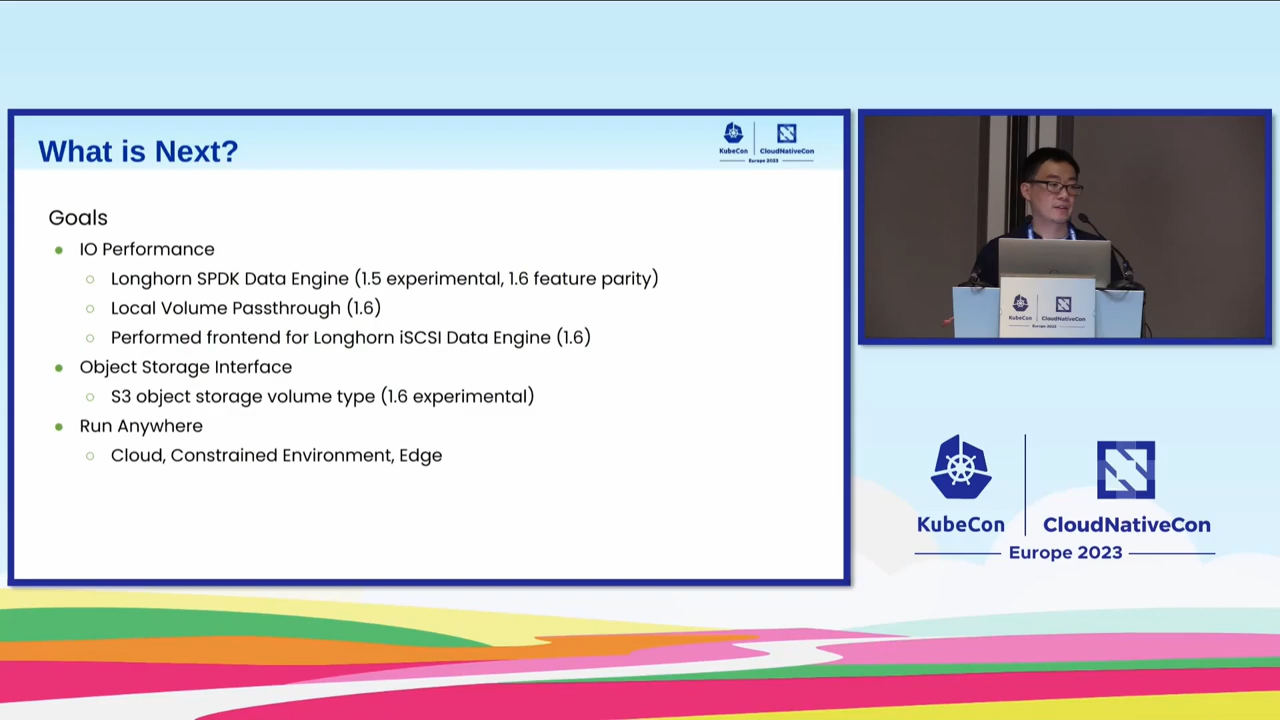 What is Next?
KubeCon
CloudNativeCon
Europe 2023
Goals
IO Performance
Longhorn SPDK Data Engine (1.5 experimental, 1.6 feature parity)
Local Volume Passthrough (1.6)
Performed frontend for Longhorn iSCSI Data Engine (1.6)
Object Storage Interface
S3 object storage volume type (1.6 experimental)
Run Anywhere
Cloud, Constrained Environment, Edge
KubeCon
CloudNativeCon
Europe 2023
KubeCon
CloudNativeCon
Europe 2023